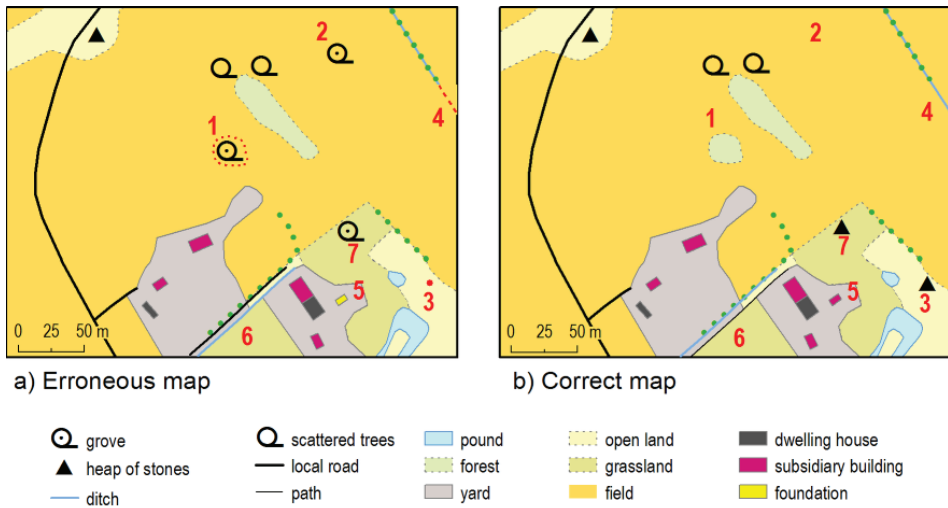 2
4
1
7
3
5
6
0 25 50 m
2
4
1
7
3
5
6
0 25 50 m
a) Erroneous map
b) Correct map
grove
scattered trees
pound
open land
dwelling house
heap of stones
local road
forest
grassland
subsidiary building
ditch
path
yard
field
foundation